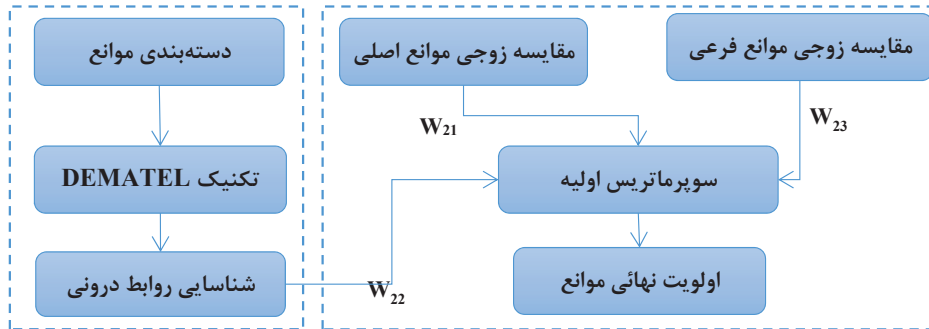 دسته‌بندی موانع
تکنیک DEMATEL
شناسایی روابط درونی
مقایسه زوجی موانع اصلی
مقایسه زوجی موانع فرعی
W21
W23
سوپرماتریس اولیه
W22
اولویت نهائی موانع